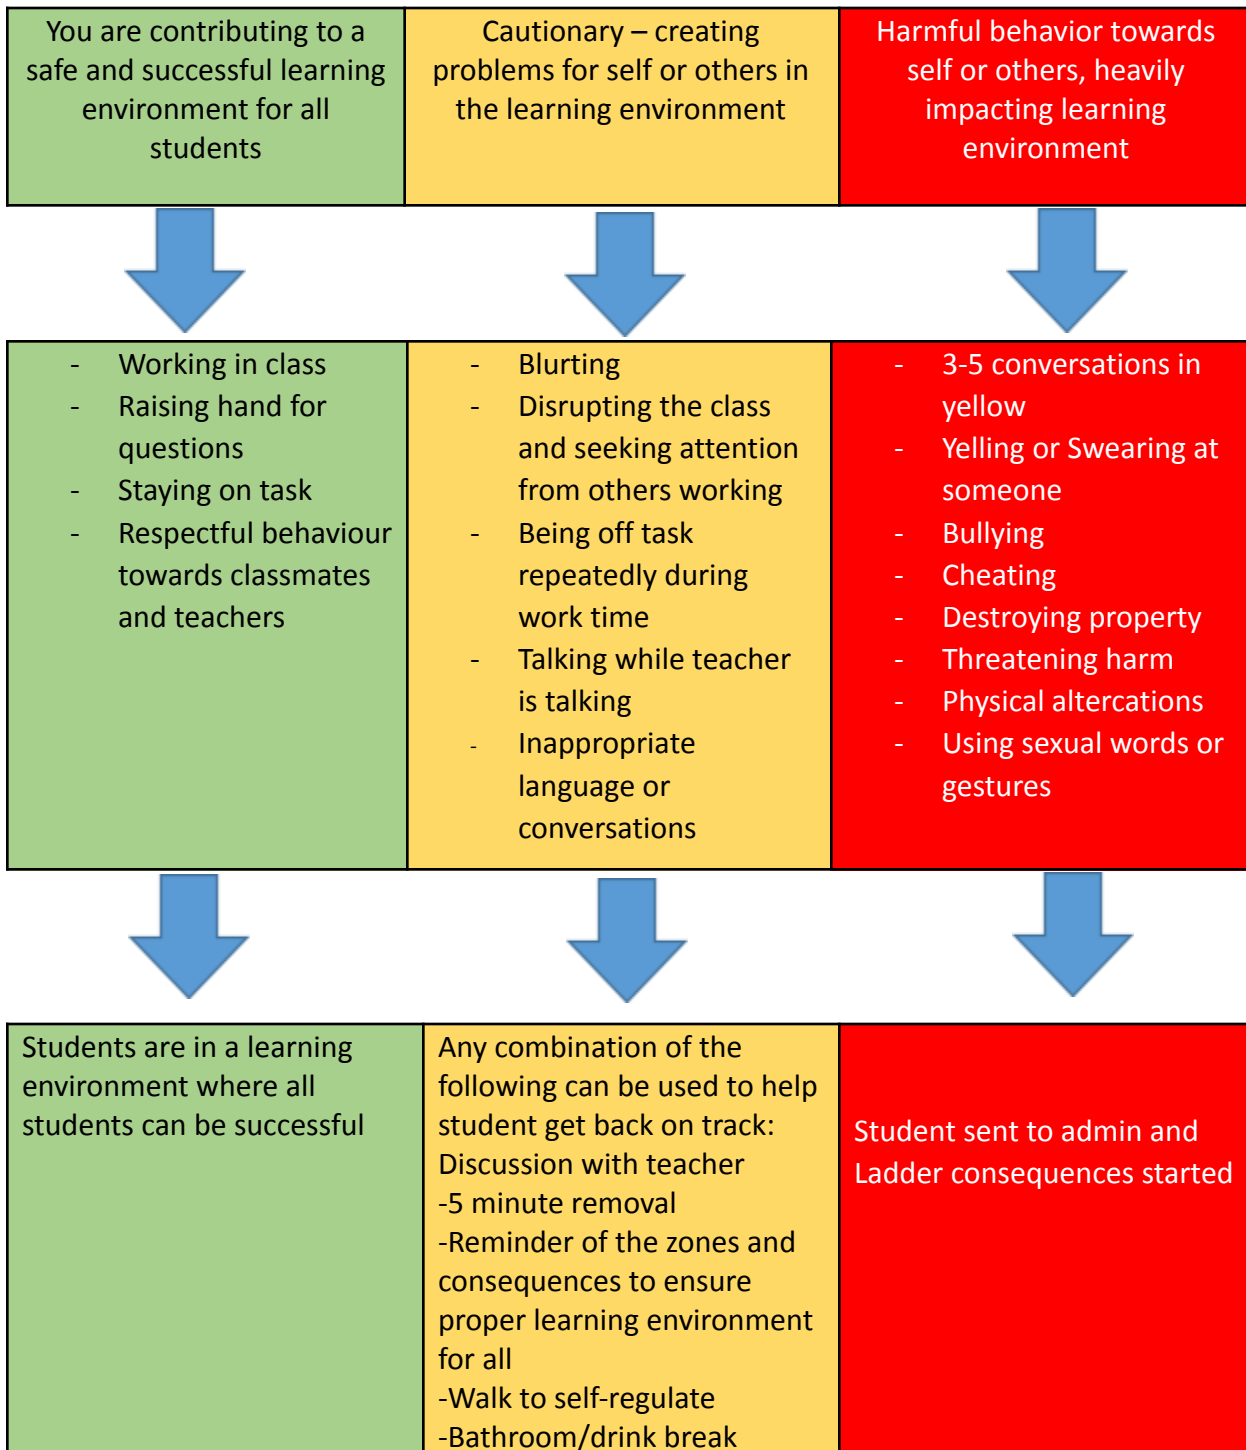 You are contributing to a
safe and successful learning
environment for all
students
Cautionary – creating
problems for self or others in
the learning environment
Harmful behavior towards
self or others, heavily
impacting learning
environment
- Working in class
- Raising hand for
questions
- Staying on task
- Respectful behaviour
towards classmates
and teachers
- Blurting
- Disrupting the class
and seeking attention
from others working
- Being off task
repeatedly during
work time
- Talking while teacher
is talking
- Inappropriate
language or
conversations
- 3-5 conversations in
yellow
- Yelling or Swearing at
someone
- Bullying
- Cheating
- Destroying property
- Threatening harm
- Physical altercations
- Using sexual words or
gestures
Students are in a learning
environment where all
students can be successful
Any combination of the
following can be used to help
student get back on track:
Discussion with teacher
-5 minute removal
-Reminder of the zones and
consequences to ensure
proper learning environment
for all
-Walk to self-regulate
-Bathroom/drink break
Student sent to admin and
Ladder consequences started